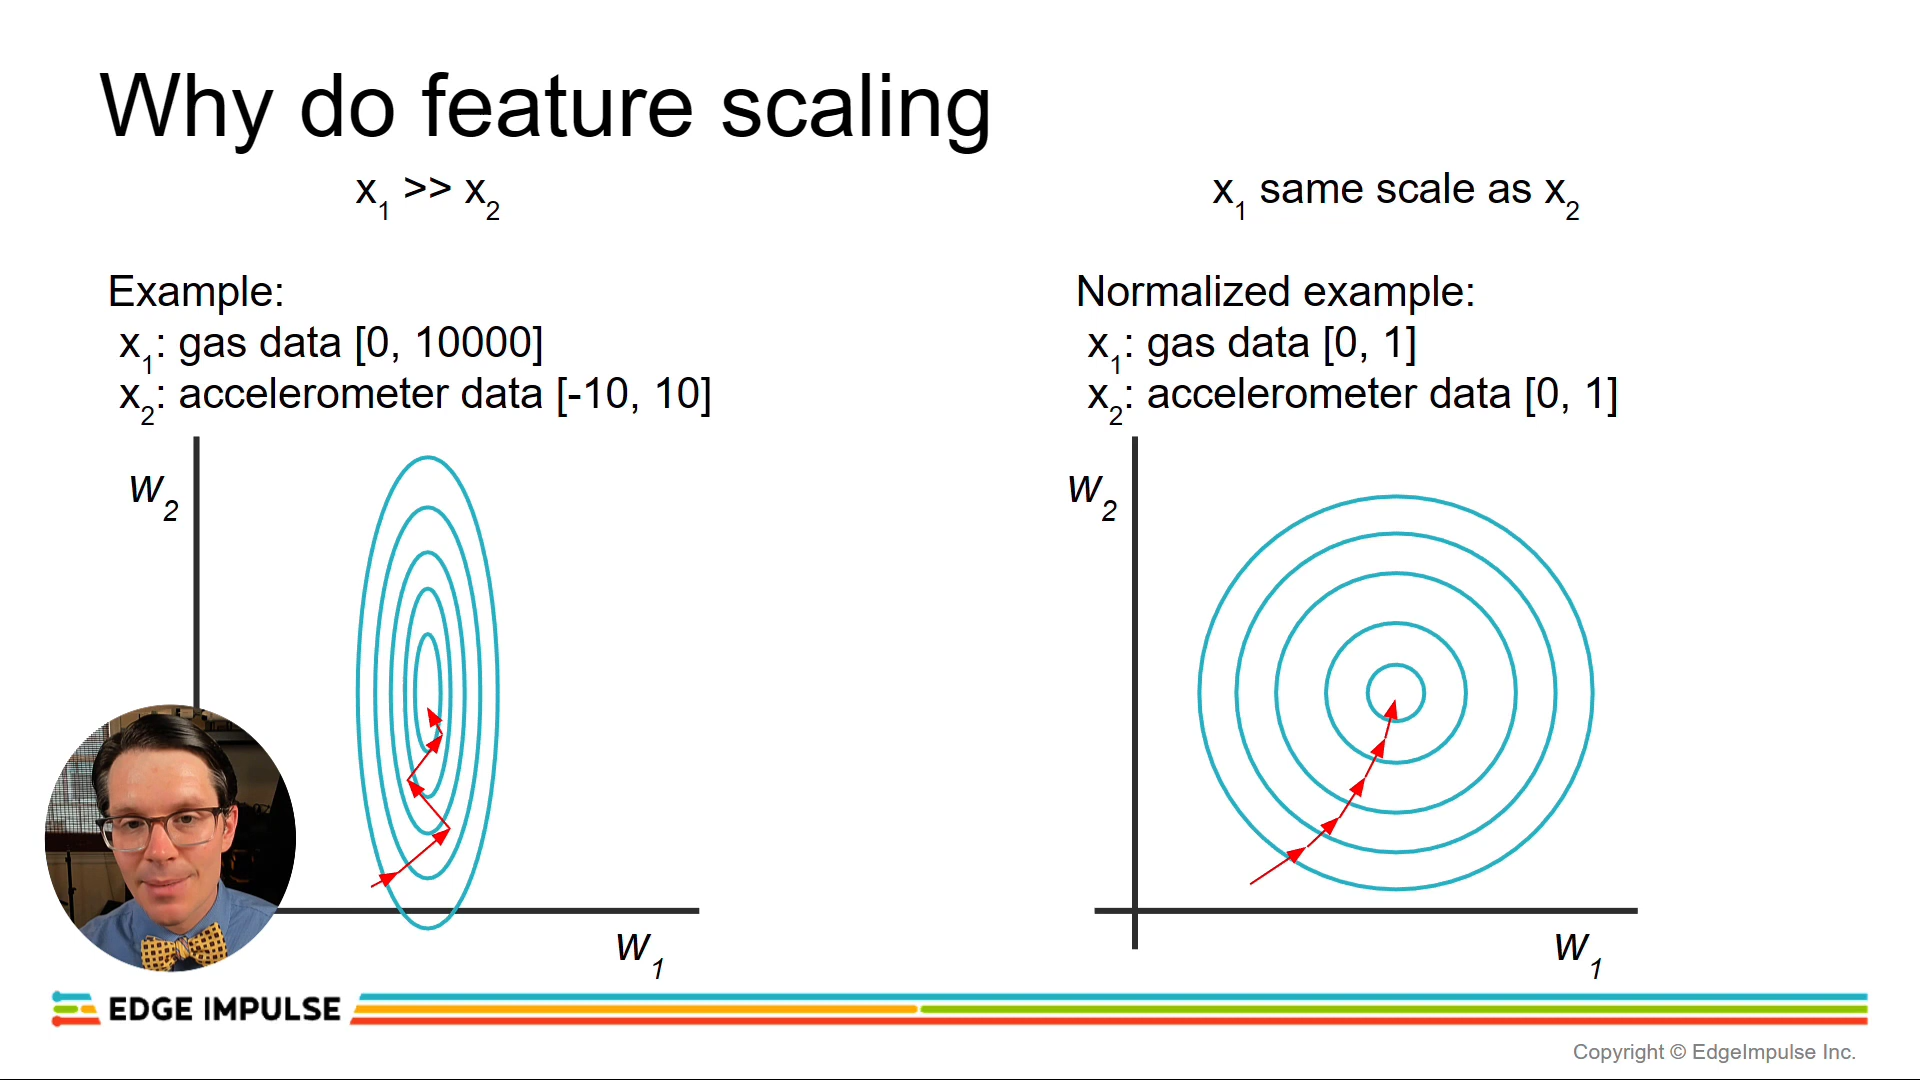 Why do feature scaling
x1 >> x2
Example:
x1: gas data [0, 10000]
x2: accelerometer data [-10, 10]
w2
w1
x1 same scale as x2
Normalized example:
x1: gas data [0, 1]
x2: accelerometer data [0, 1]
w2
w1
EDGE IMPULSE
Copyright © EdgeImpulse Inc.